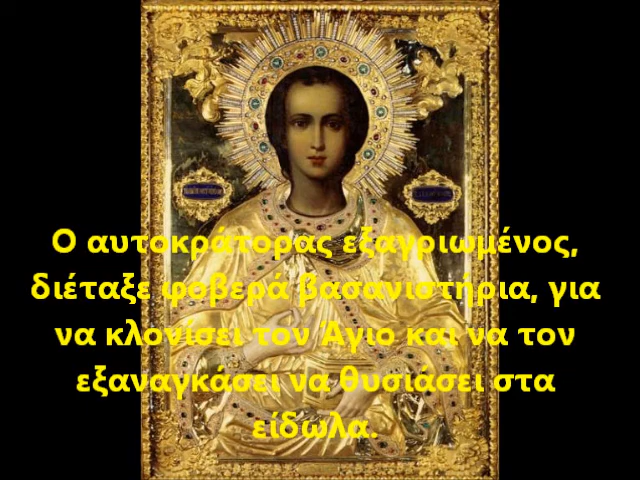 Ο αυτοκράτορας εξαγριωμένος,
διέταξε φοβερά βασανιστήρια, για
να κλονίσει τον Άγιο και να τον
εξαναγκάσει να θυσιάσει στα
είδωλα.